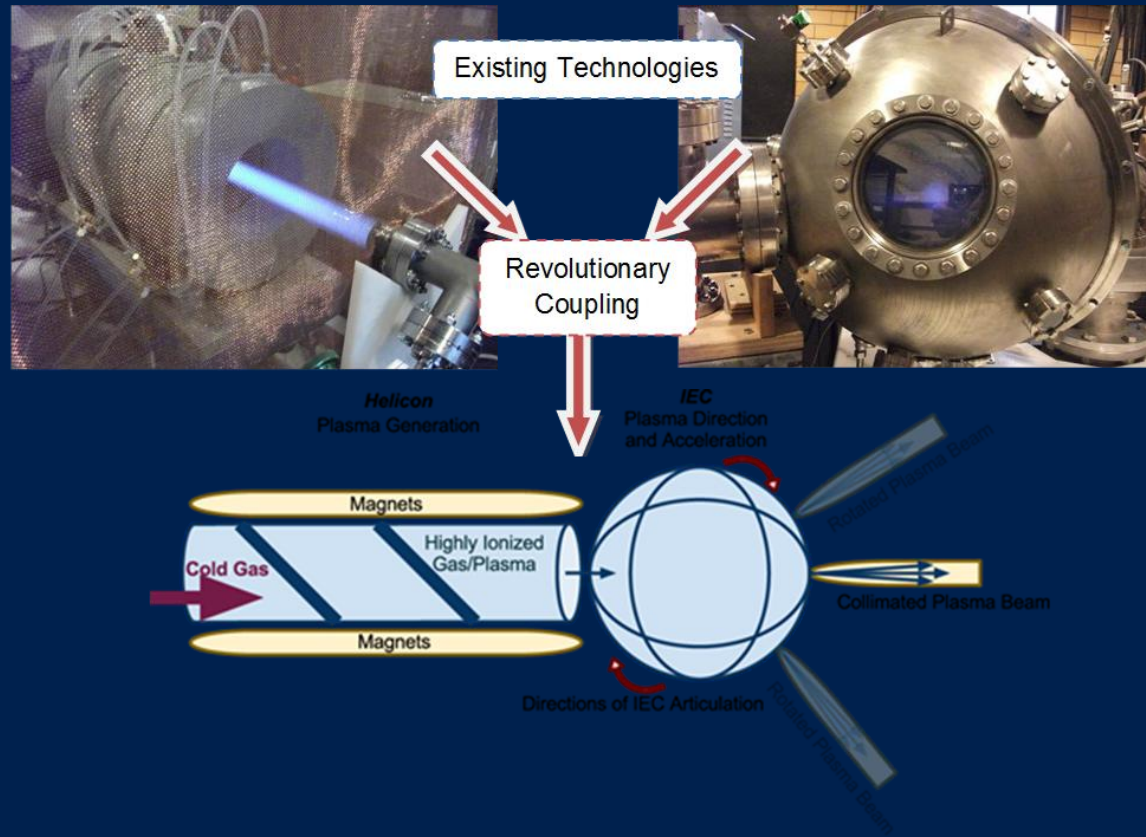 Existing Technologies
Revolutionary
Coupling
Helicon
Plasma Generation
IEC
Plasma Direction
and Acceleration
Magnets
Highly Ionized
Gas/Plasma
Cold Gas
Magnets
Rotated Plasma Beam
Collimated Plasma Beam
Directions of IEC Articulation
Rotated Plasma Beam